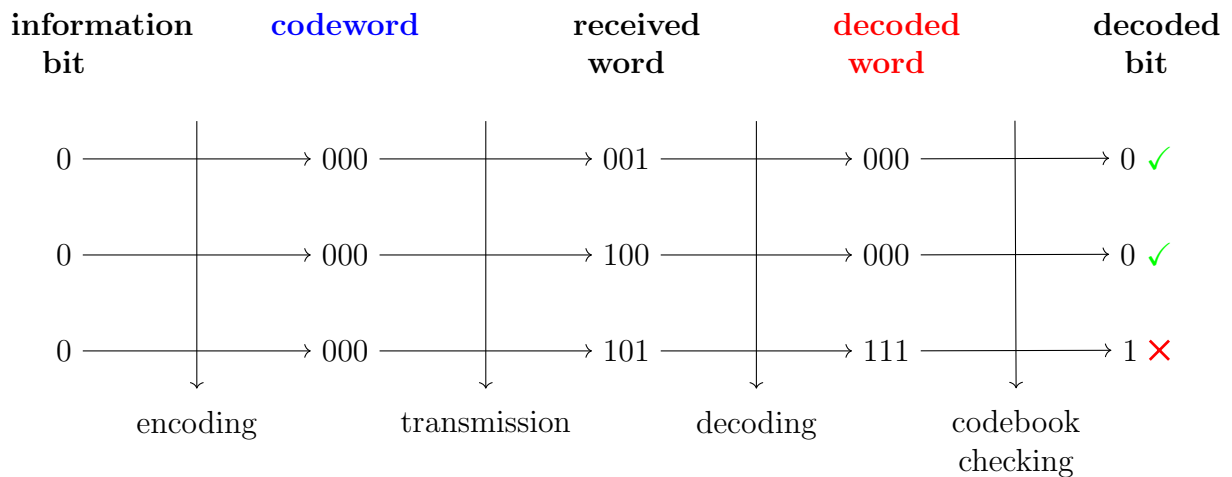 information codeword received decoded decoded
bit word word bit
0 000 001 000 0 ✓
0 000 100 000 0 ✓
0 000 101 111 1 ✕
encoding transmission decoding codebook
checking